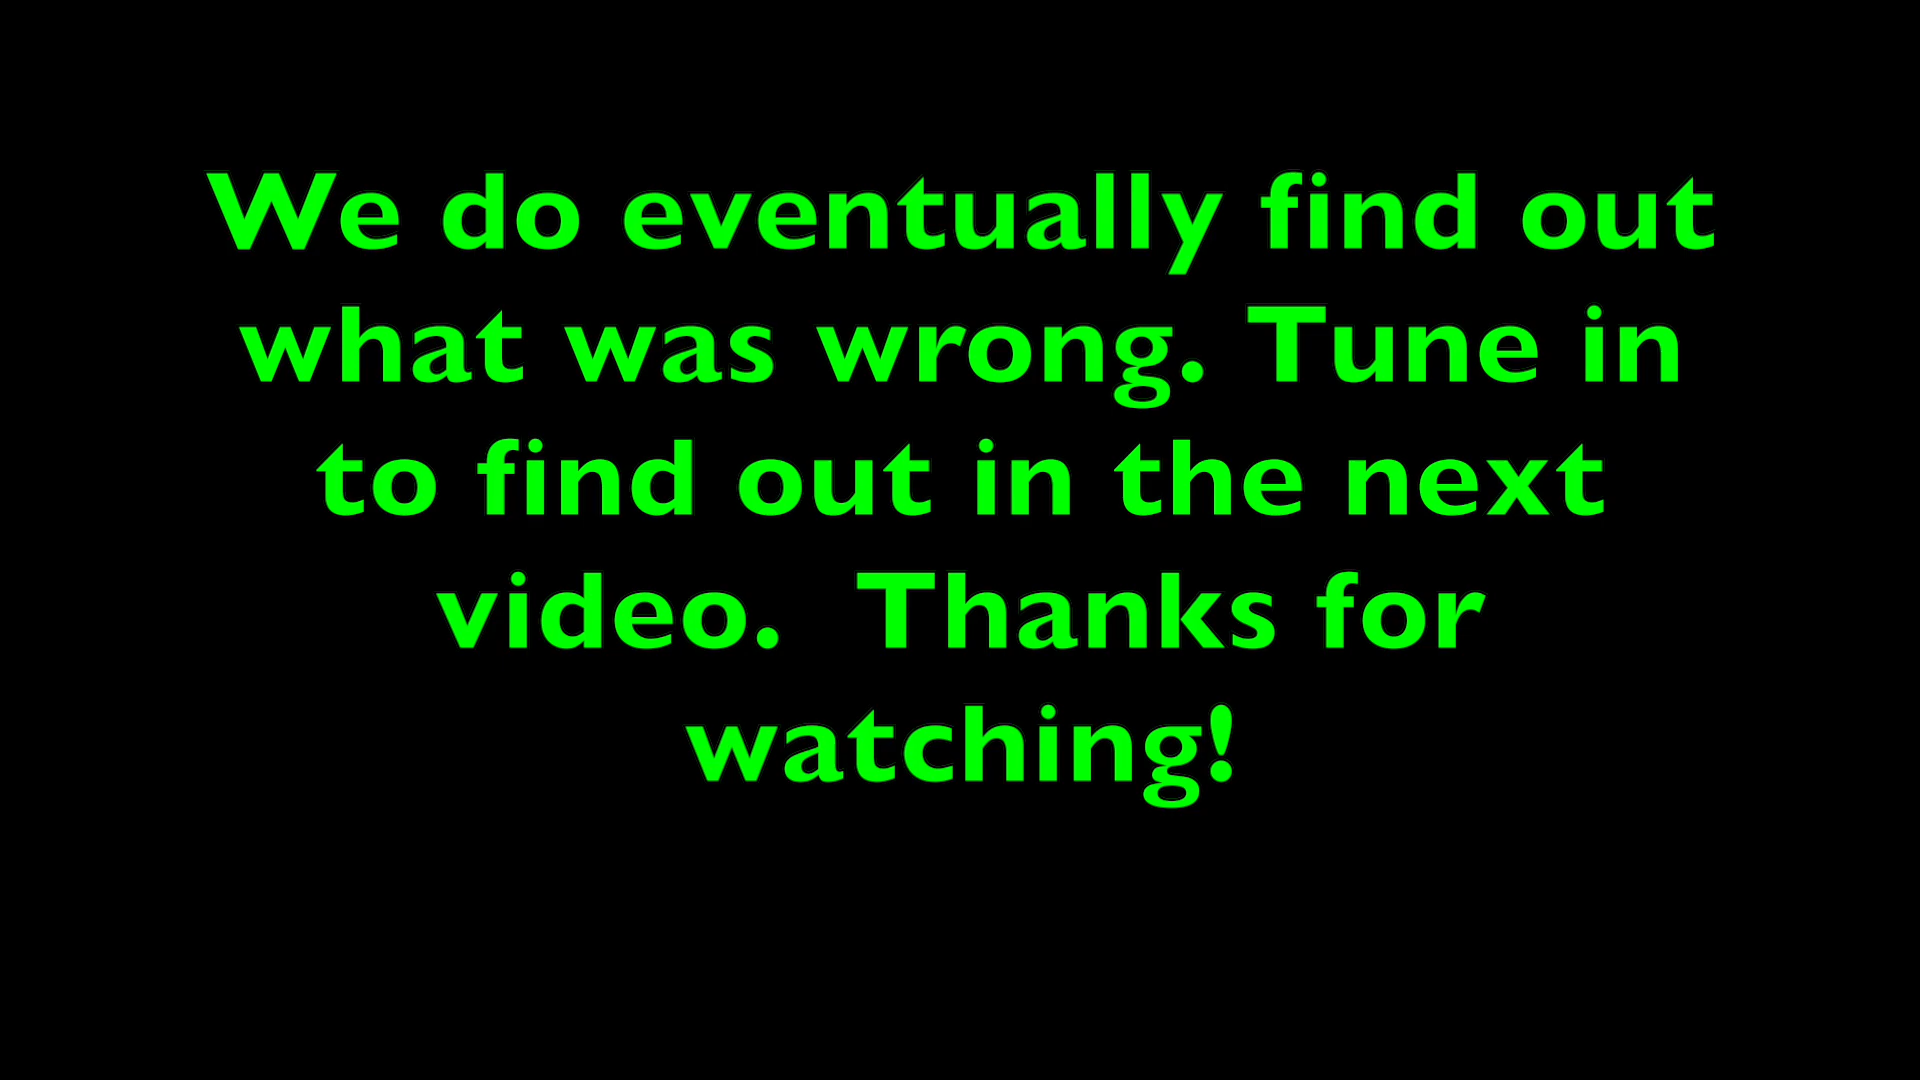 We do eventually find out
what was wrong. Tune in
to find out in the next
video.  Thanks for
watching!